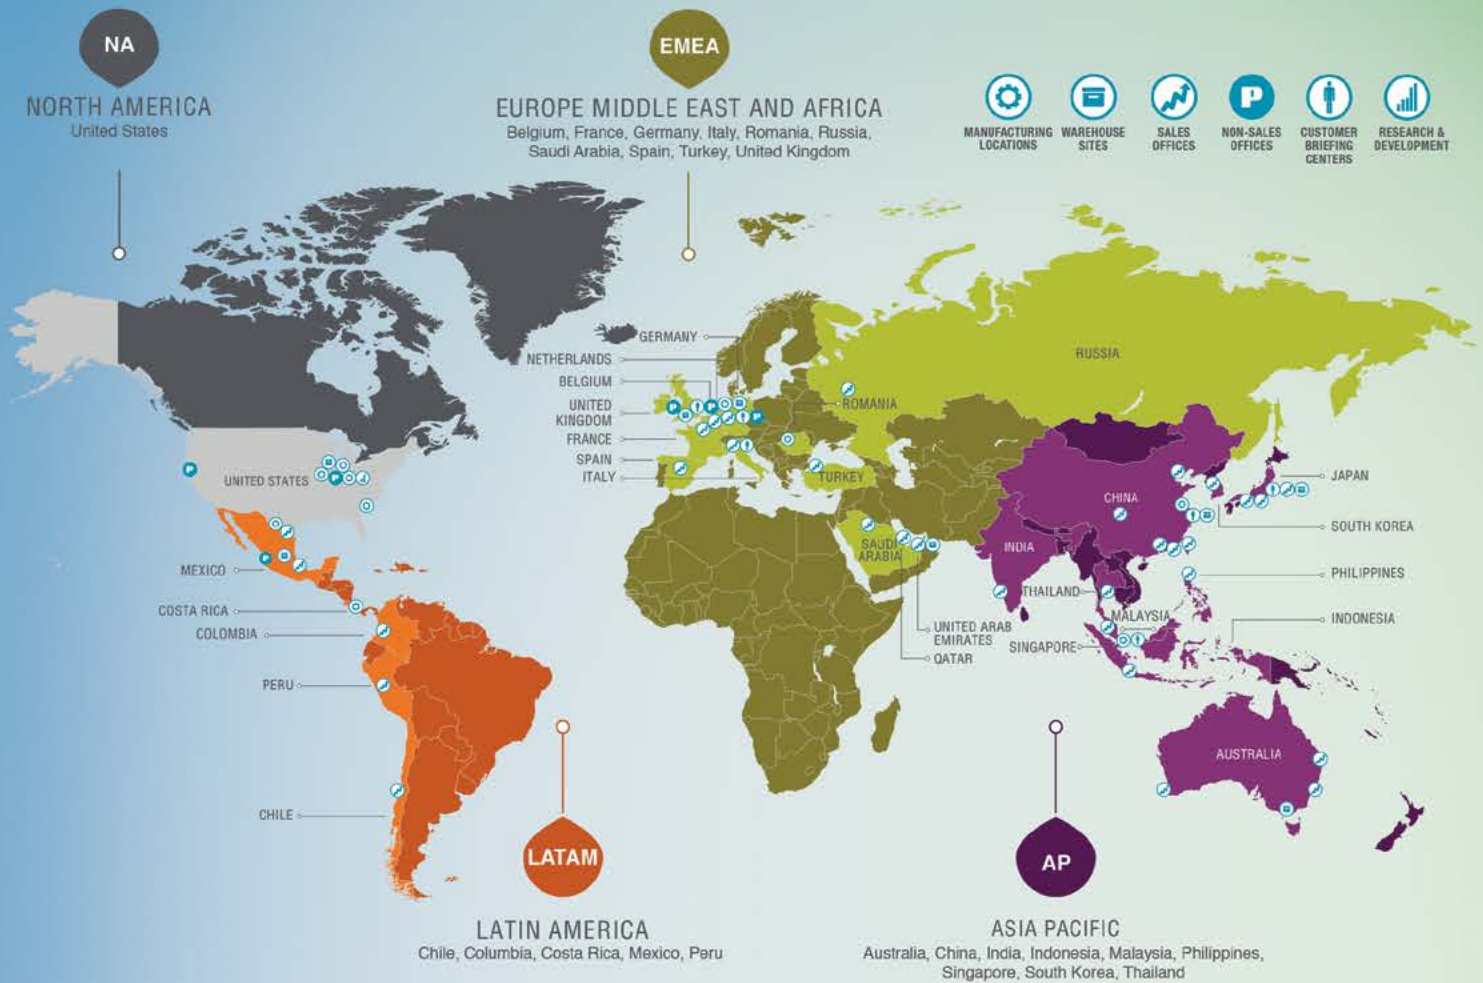 NA
NORTH AMERICA
United States
EMEA
EUROPE MIDDLE EAST AND AFRICA
Belgium, France, Germany, Italy, Romania, Russia,
Saudi Arabia, Spain, Turkey, United Kingdom
MANUFACTURING
LOCATIONS
WAREHOUSE
SITES
SALES
OFFICES
P
NON-SALES
OFFICES
CUSTOMER
BRIEFING
CENTERS
RESEARCH &
DEVELOPMENT
GERMANY
NETHERLANDS
BELGIUM
UNITED
KINGDOM
FRANCE
SPAIN
ITALY
RUSSIA
ROMANIA
TURKEY
P
P
P
P
UNITED STATES
P
P
MEXICO
COSTA RICA
COLOMBIA
PERU
CHILE
SAUDI
ARABIA
UNITED ARAB
EMIRATES
QATAR
CHINA
INDIA
JAPAN
SOUTH KOREA
PHILIPPINES
THAILAND
MALAYSIA
INDONESIA
SINGAPORE
AUSTRALIA
LATAM
LATIN AMERICA
Chile, Columbia, Costa Rica, Mexico, Peru
AP
ASIA PACIFIC
Australia, China, India, Indonesia, Malaysia, Philippines,
Singapore, South Korea, Thailand